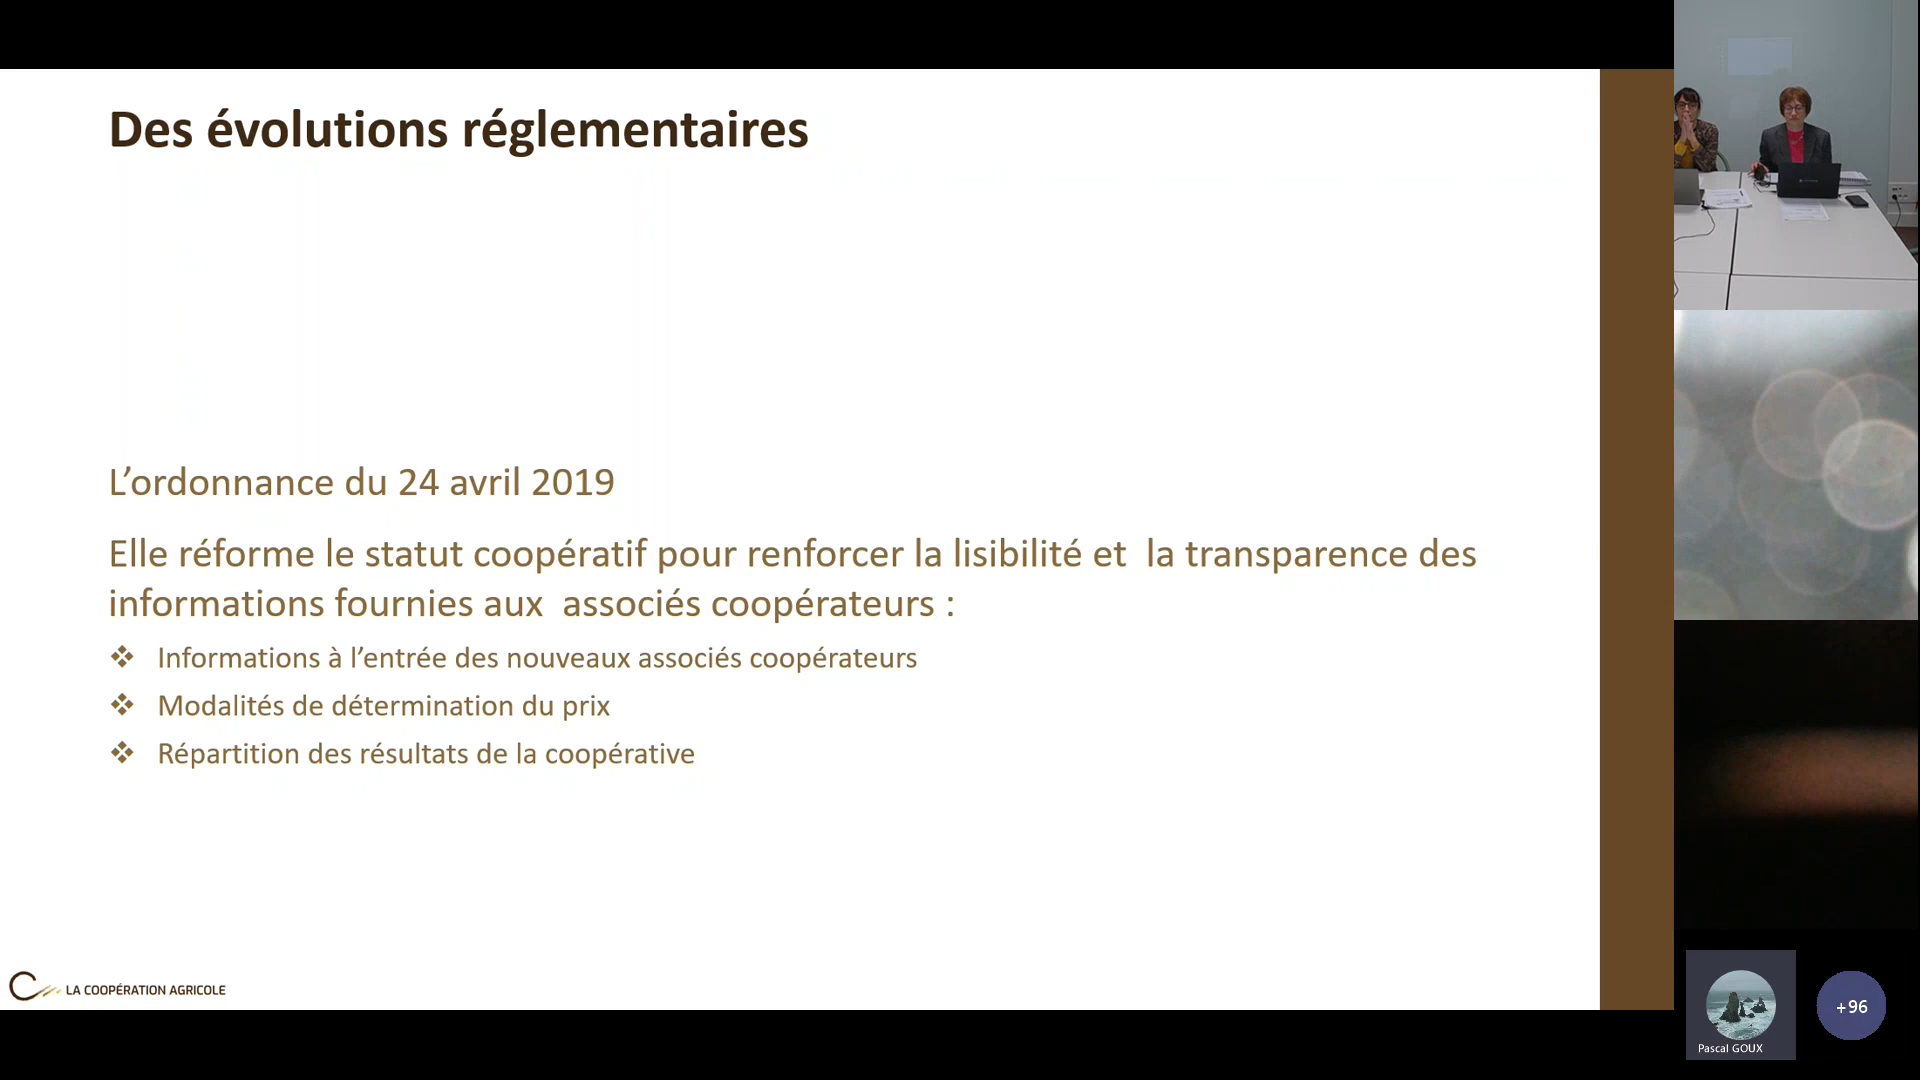 Des évolutions réglementaires
L’ordonnance du 24 avril 2019
Elle réforme le statut coopératif pour renforcer la lisibilité et  la transparence des
informations fournies aux  associés coopérateurs :
❖ Informations à l’entrée des nouveaux associés coopérateurs
❖ Modalités de détermination du prix
❖ Répartition des résultats de la coopérative
LA COOPÉRATION AGRICOLE
Pascal GOUX
+96